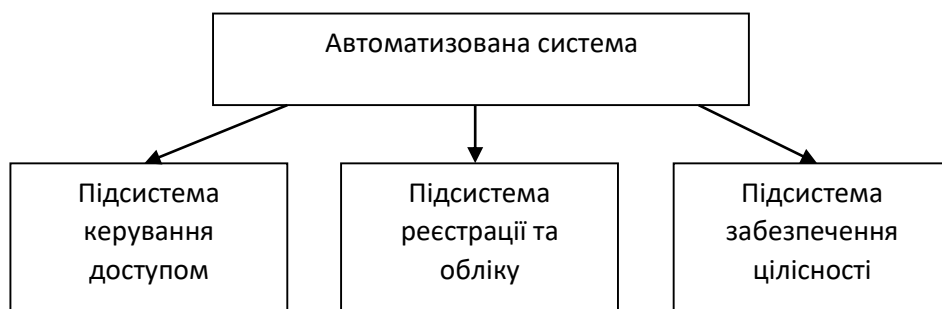 Автоматизована система
Підсистема
керування
доступом
Підсистема
реєстрації та
обліку
Підсистема
забезпечення
цілісності